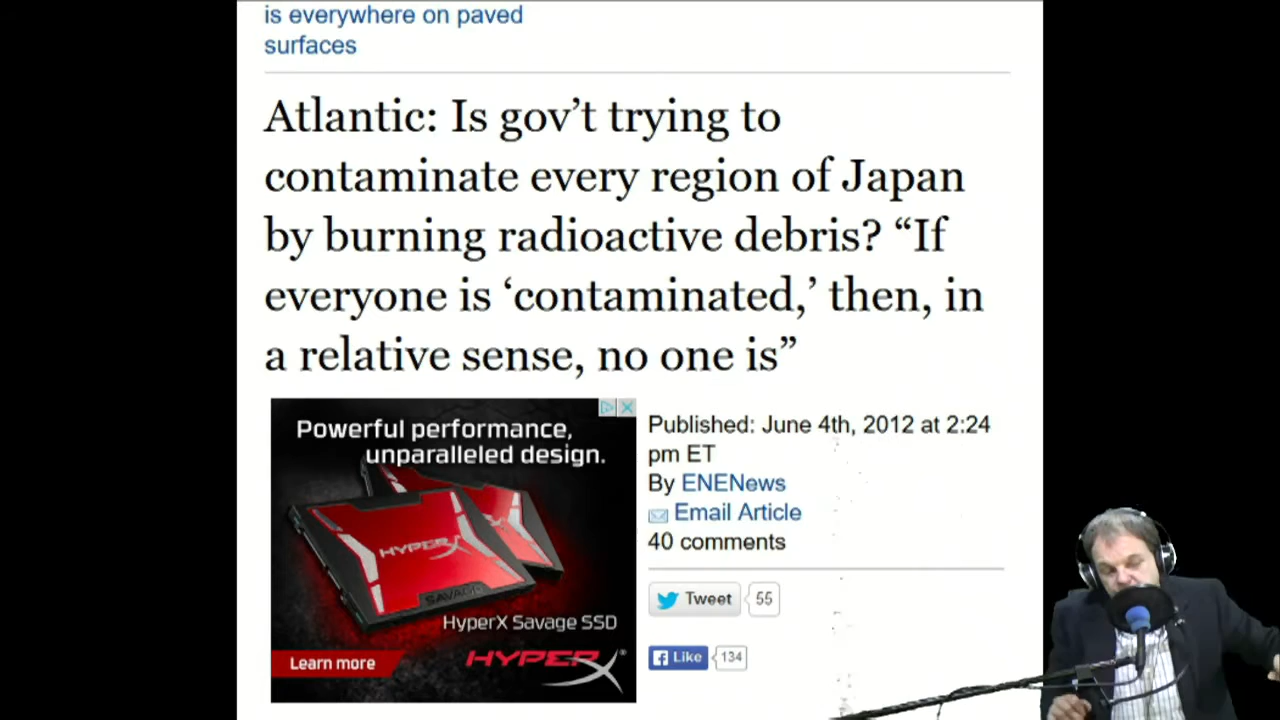 is everywhere on paved
surfaces
Atlantic: Is gov’t trying to
contaminate every region of Japan
by burning radioactive debris? “If
everyone is ‘contaminated,’ then, in
a relative sense, no one is”
Powerful performance,
unparalleled design.
HYPERX
SAVAGE
HyperX Savage SSD
Learn more
HYPERX®
Published: June 4th, 2012 at 2:24
pm ET
By ENENews
Email Article
40 comments
Tweet 55
Like 134